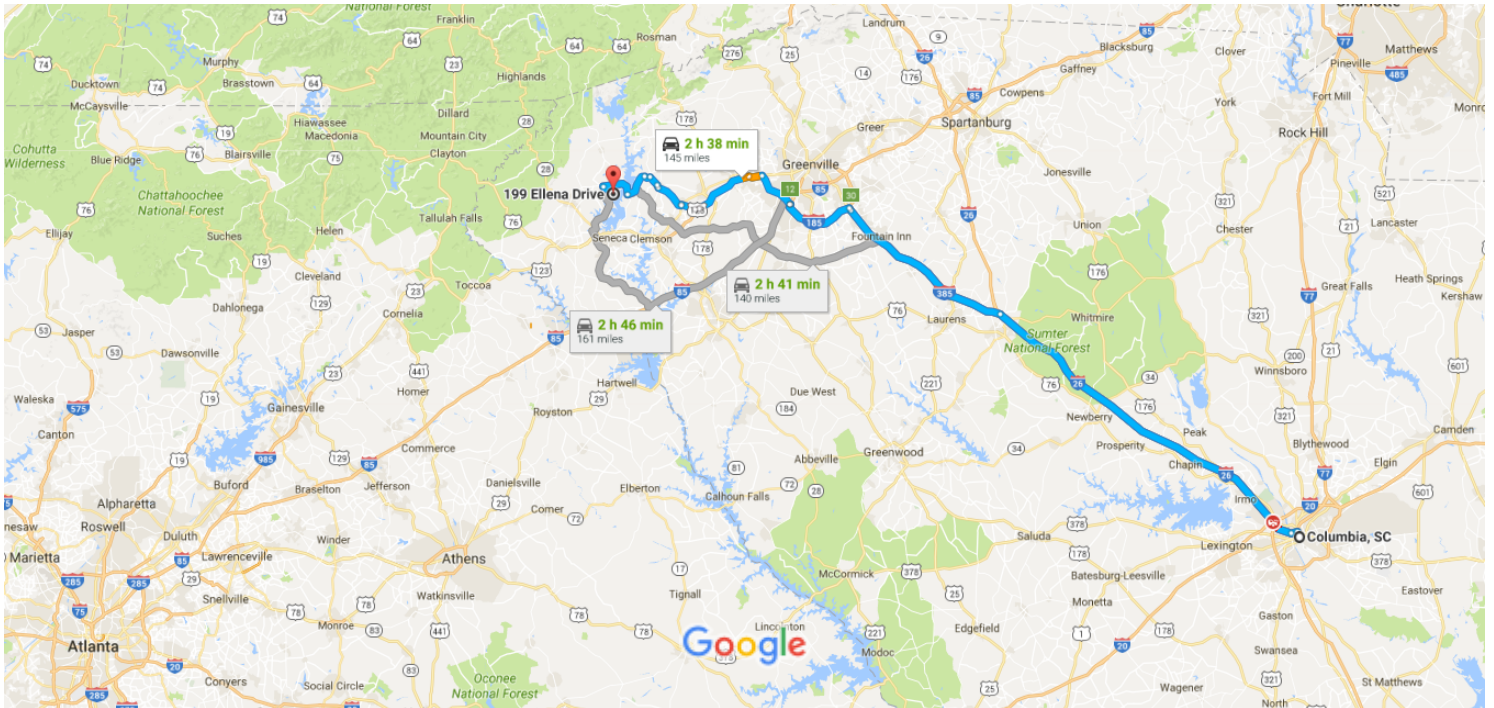 National Forest
Franklin
Rosman
Landrum
Charlotte
Murphy
Blacksburg
Clover
Matthews
Pineville
Ducktown
Brasstown
Highlands
Gaffney
McCaysville
Hiawassee
Macedonia
Dillard
Cowpens
York
Fort Mill
Monro
Cohutta
Wilderness
Blue Ridge
Blairsville
Mountain City
Clayton
Greer
Spartanburg
Rock Hill
2 h 38 min
145 miles
Greenville
Jonesville
Chattahoochee
National Forest
199 Ellena Drive
Tallulah Falls
Lancaster
Ellijay
Suches
Helen
Seneca
Clemson
Fountain Inn
Union
Chester
Cleveland
Toccoa
2 h 41 min
140 miles
Heath Springs
Great Falls
Kershaw
Dahlonega
Cornelia
Laurens
Whitmire
Jasper
Dawsonville
2 h 46 min
161 miles
Sumter
National Forest
Winnsboro
Hartwell
Homer
Due West
Waleska
Gainesville
Royston
Newberry
Canton
Commerce
Prosperity
Peak
Blythewood
Camden
Abbeville
Greenwood
Chapin
Elgin
Buford
Braselton
Jefferson
Danielsville
Elberton
Calhoun Falls
Irmo
Alpharetta
Roswell
Duluth
Comer
Winder
Saluda
Lexington
Columbia, SC
Marietta
Lawrenceville
Athens
Snellville
Watkinsville
McCormick
Batesburg-Leesville
Eastover
Tignall
Monetta
Gaston
Monroe
Atlanta
Google
Lincolnton
Edgefield
Swansea
Modoc
Conyers
Social Circle
Oconee
National Forest
Wagener
St Matthews
North